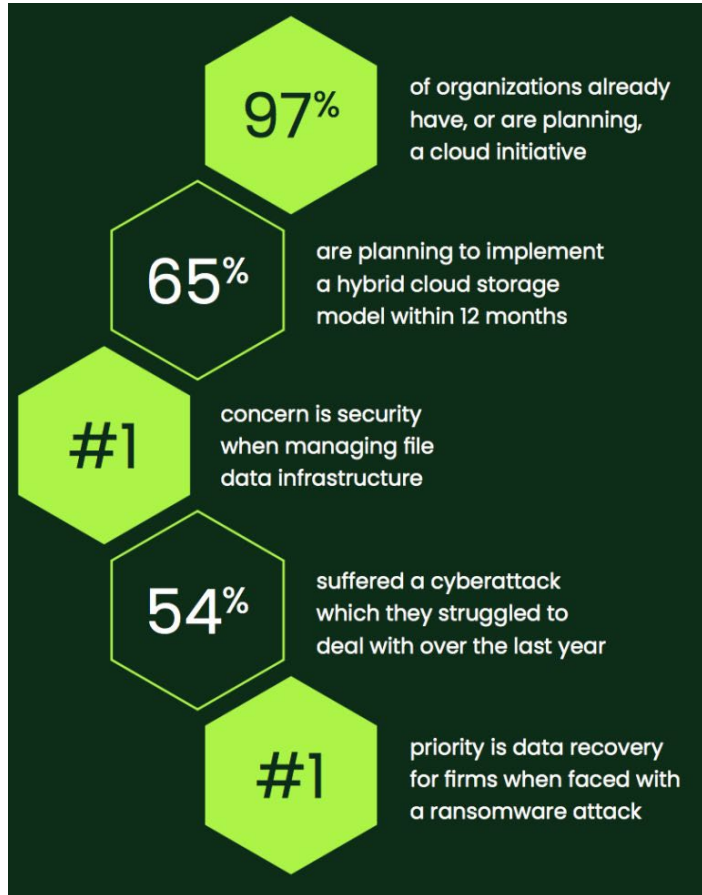 97%
of organizations already
have, or are planning,
a cloud initiative
65%
are planning to implement
a hybrid cloud storage
model within 12 months
#1
concern is security
when managing file
data infrastructure
54%
suffered a cyberattack
which they struggled to
deal with over the last year
#1
priority is data recovery
for firms when faced with
a ransomware attack